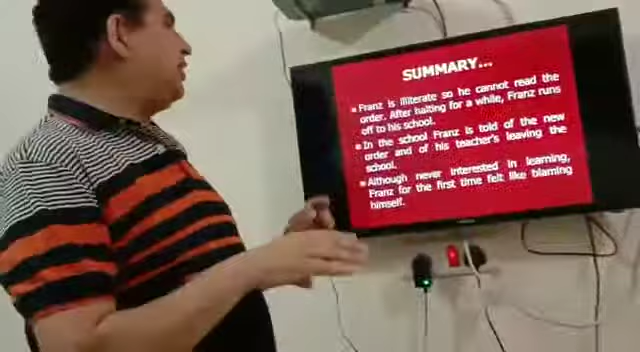 SUMMARY...
▪ Franz is illiterate so he cannot read the
order. After halting for a while, Franz runs
off to his school.
▪ In the school Franz is told of the new
order and of his teacher's leaving the
school.
▪ Although never interested in learning,
Franz for the first time felt like blaming
himself.